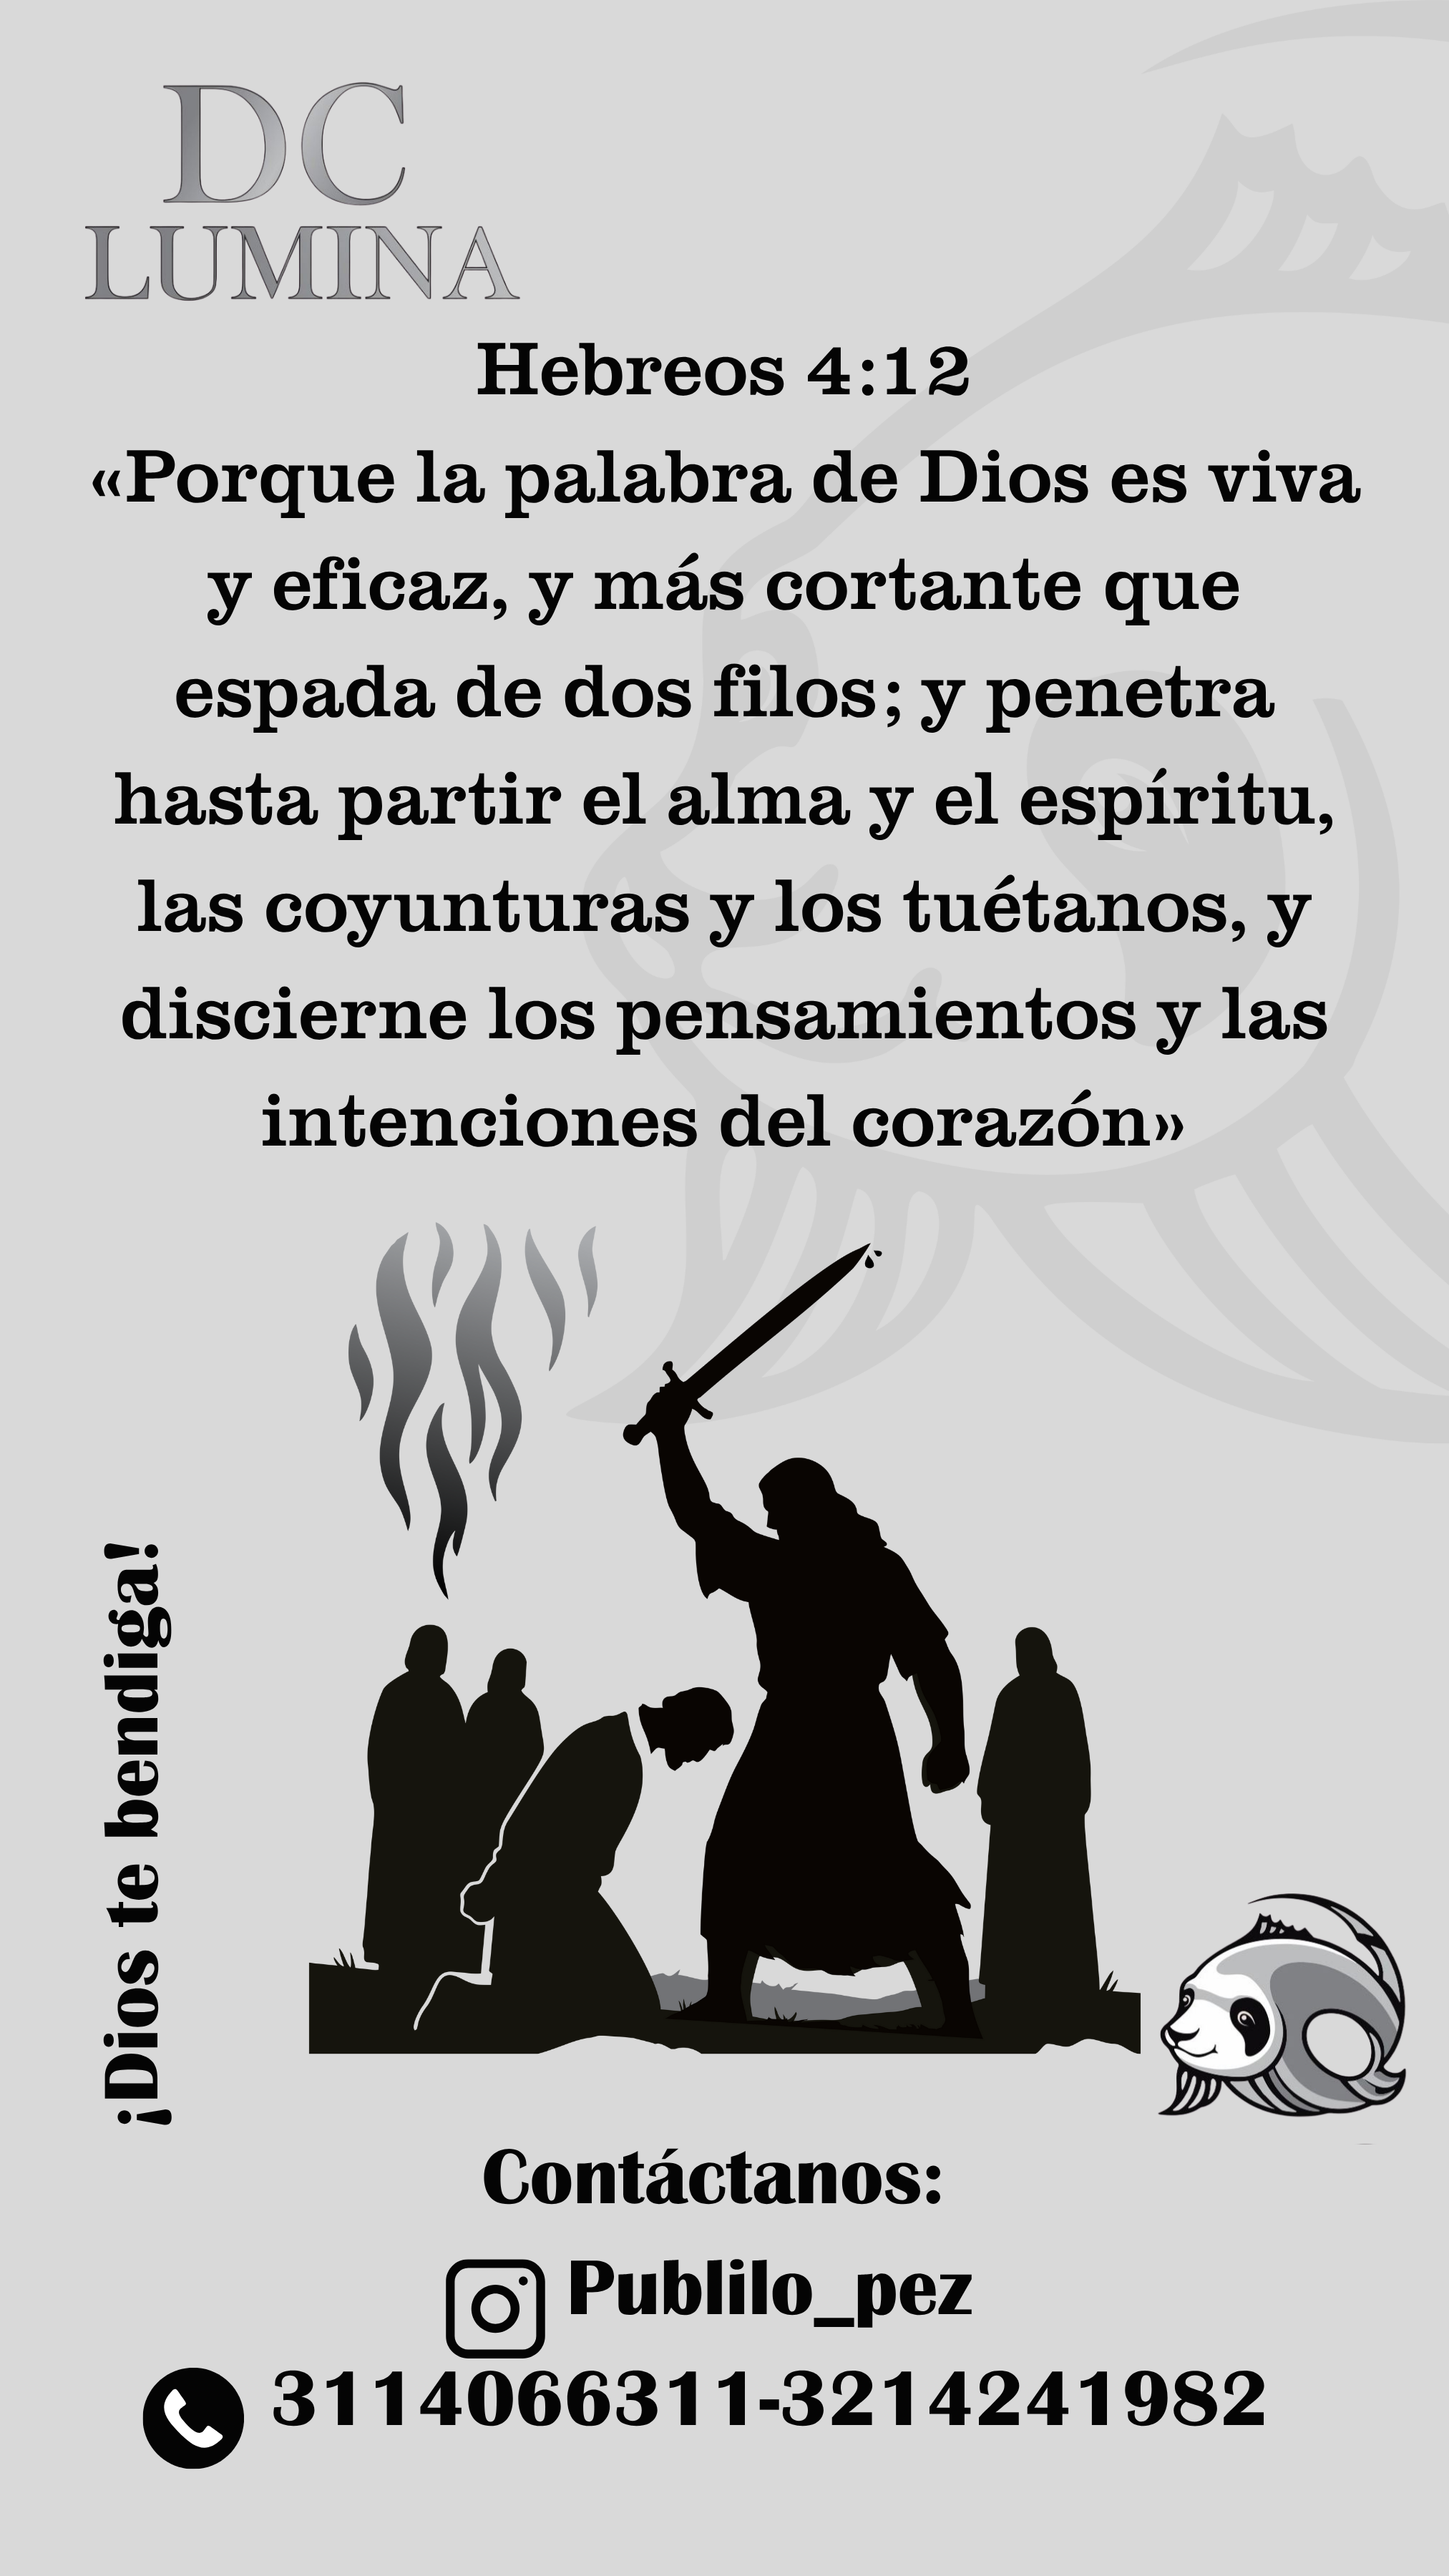 DC
LUMINA
Hebreos 4:12
«Porque la palabra de Dios es viva
y eficaz, y más cortante que
espada de dos filos; y penetra
hasta partir el alma y el espíritu,
las coyunturas y los tuétanos, y
discierne los pensamientos y las
intenciones del corazón»
¡Dios te bendiga!
Contáctanos:
Publilo_pez
3114066311-3214241982